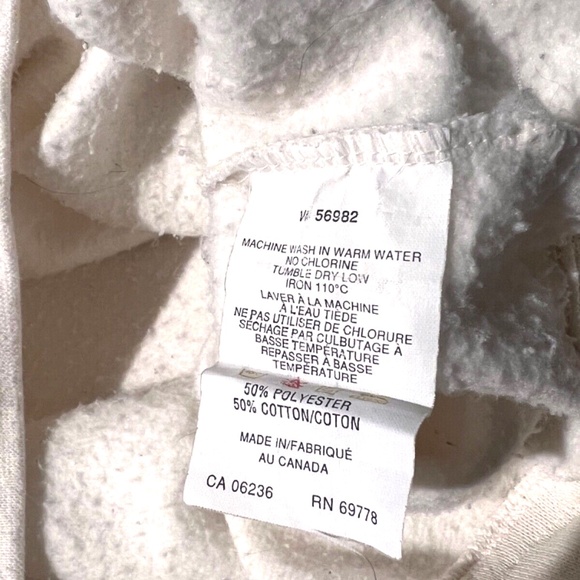 56982
MACHINE WASH IN WARM WATER
NO CHLORINE
TUMBLE DRY LOW
IRON 110°C
LAVER À LA MACHINE
À L'EAU TIÈDE
NE PAS UTILISER DE CHLORURE
SÉCHAGE PAR CULBUTAGE À
BASSE TEMPÉRATURE
REPASSER À BASSE
TEMPÉRATURE
50% POLYESTER
50% COTTON/COTON
MADE IN/FABRIQUÉ
AU CANADA
CA 06236 RN 69778